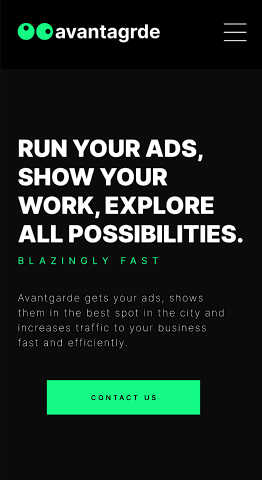 avantagrde
RUN YOUR ADS,
SHOW YOUR
WORK, EXPLORE
ALL POSSIBILITIES.
BLAZINGLY FAST
Avantgarde gets your ads, shows
them in the best spot in the city and
increases traffic to your business
fast and efficiently.
CONTACT US